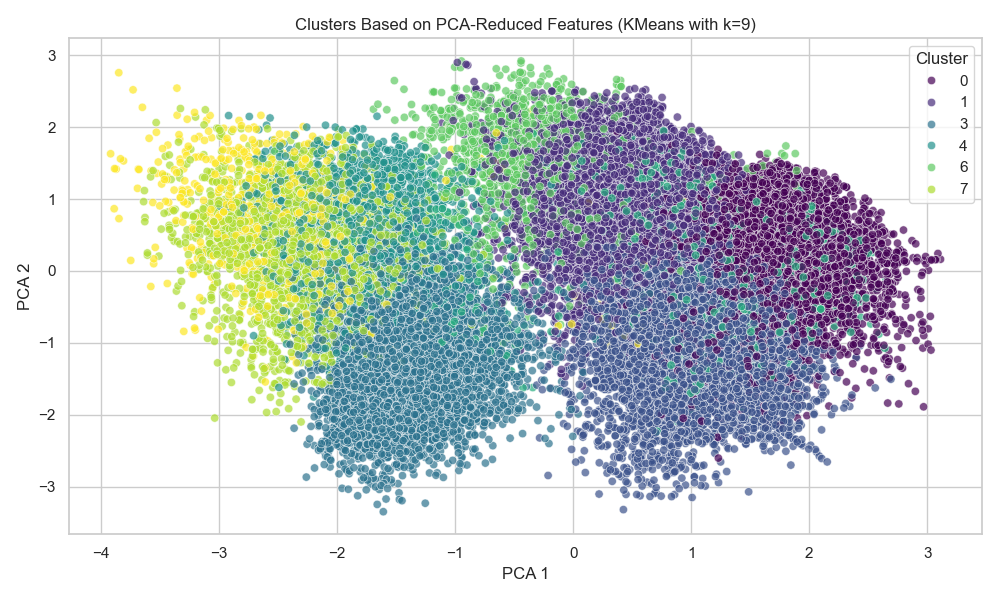 Clusters Based on PCA-Reduced Features (KMeans with k=9)
Cluster
0
1
3
4
6
7
3
2
1
0
−1
−2
−3
PCA 2
−4 −3 −2 −1 0 1 2 3
PCA 1